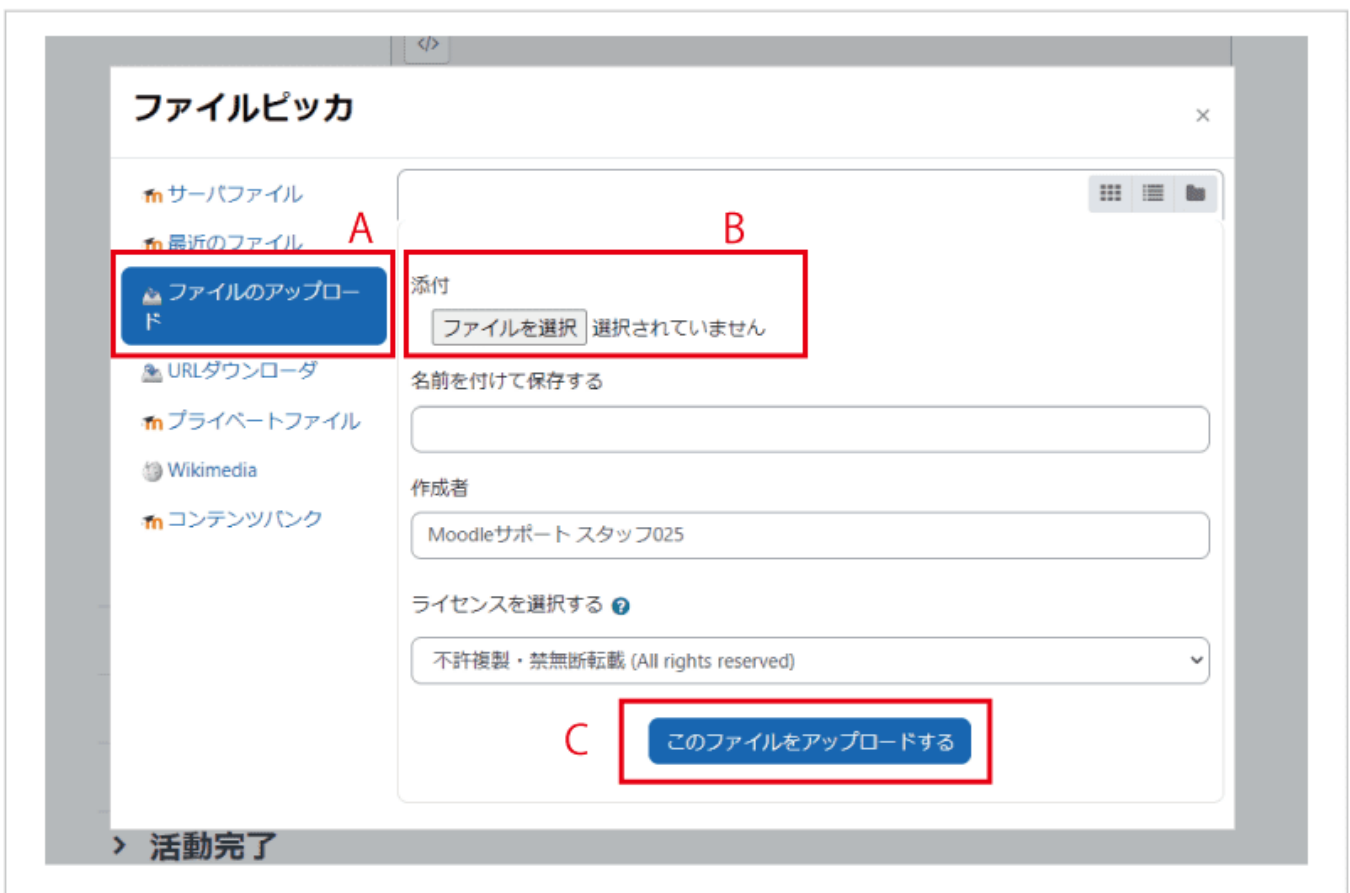 </>
ファイルピッカ
×
サーバファイル
最近のファイル
A
ファイルのアップロー
ド
URLダウンローダ
プライベートファイル
Wikimedia
コンテンツバンク
B
添付
ファイルを選択 選択されていません
名前を付けて保存する
作成者
Moodleサポート スタッフ025
ライセンスを選択する ?
不許複製・禁無断転載 (All rights reserved)
C
このファイルをアップロードする
活動完了